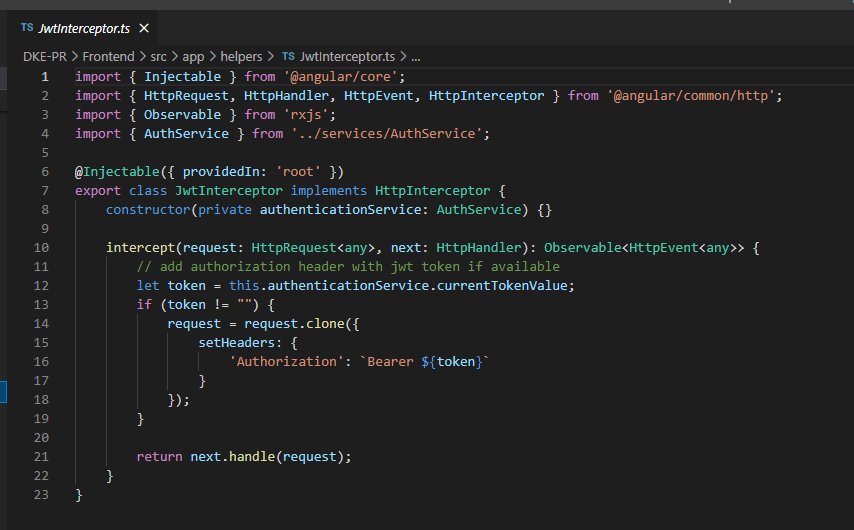 TS JwtInterceptor.ts ×
DKE-PR > Frontend > src > app > helpers > TS JwtInterceptor.ts > ...
1 import { Injectable } from '@angular/core';
2 import { HttpRequest, HttpHandler, HttpEvent, HttpInterceptor } from '@angular/common/http';
3 import { Observable } from 'rxjs';
4 import { AuthService } from '../services/AuthService';
5
6 @Injectable({ providedIn: 'root' })
7 export class JwtInterceptor implements HttpInterceptor {
8     constructor(private authenticationService: AuthService) {}
9
10     intercept(request: HttpRequest<any>, next: HttpHandler): Observable<HttpEvent<any>> {
11         // add authorization header with jwt token if available
12         let token = this.authenticationService.currentTokenValue;
13         if (token != "") {
14             request = request.clone({
15                 setHeaders: {
16                     'Authorization': `Bearer ${token}`
17                 }
18             });
19         }
20
21         return next.handle(request);
22     }
23 }